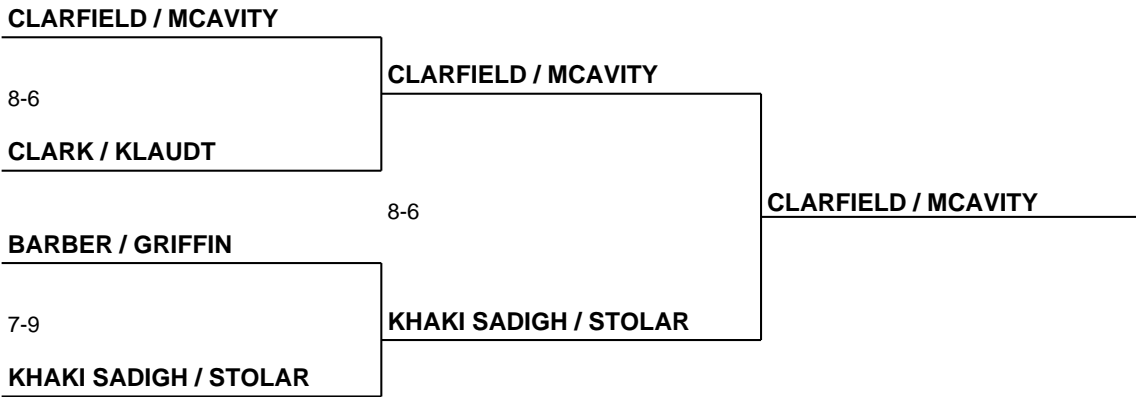 CLARFIELD / MCAVITY
8-6
CLARK / KLAUDT
BARBER / GRIFFIN
7-9
KHAKI SADIGH / STOLAR
CLARFIELD / MCAVITY
8-6
KHAKI SADIGH / STOLAR
CLARFIELD / MCAVITY